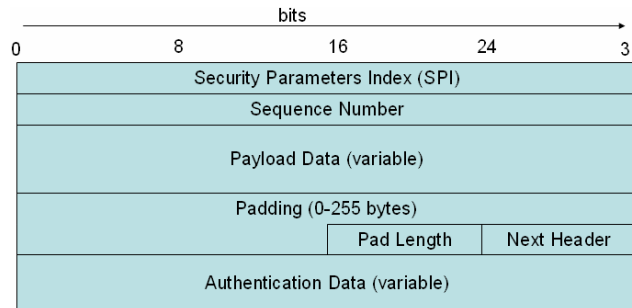 bits
0 8 16 24 3
Security Parameters Index (SPI)
Sequence Number
Payload Data (variable)
Padding (0-255 bytes)
Pad Length Next Header
Authentication Data (variable)